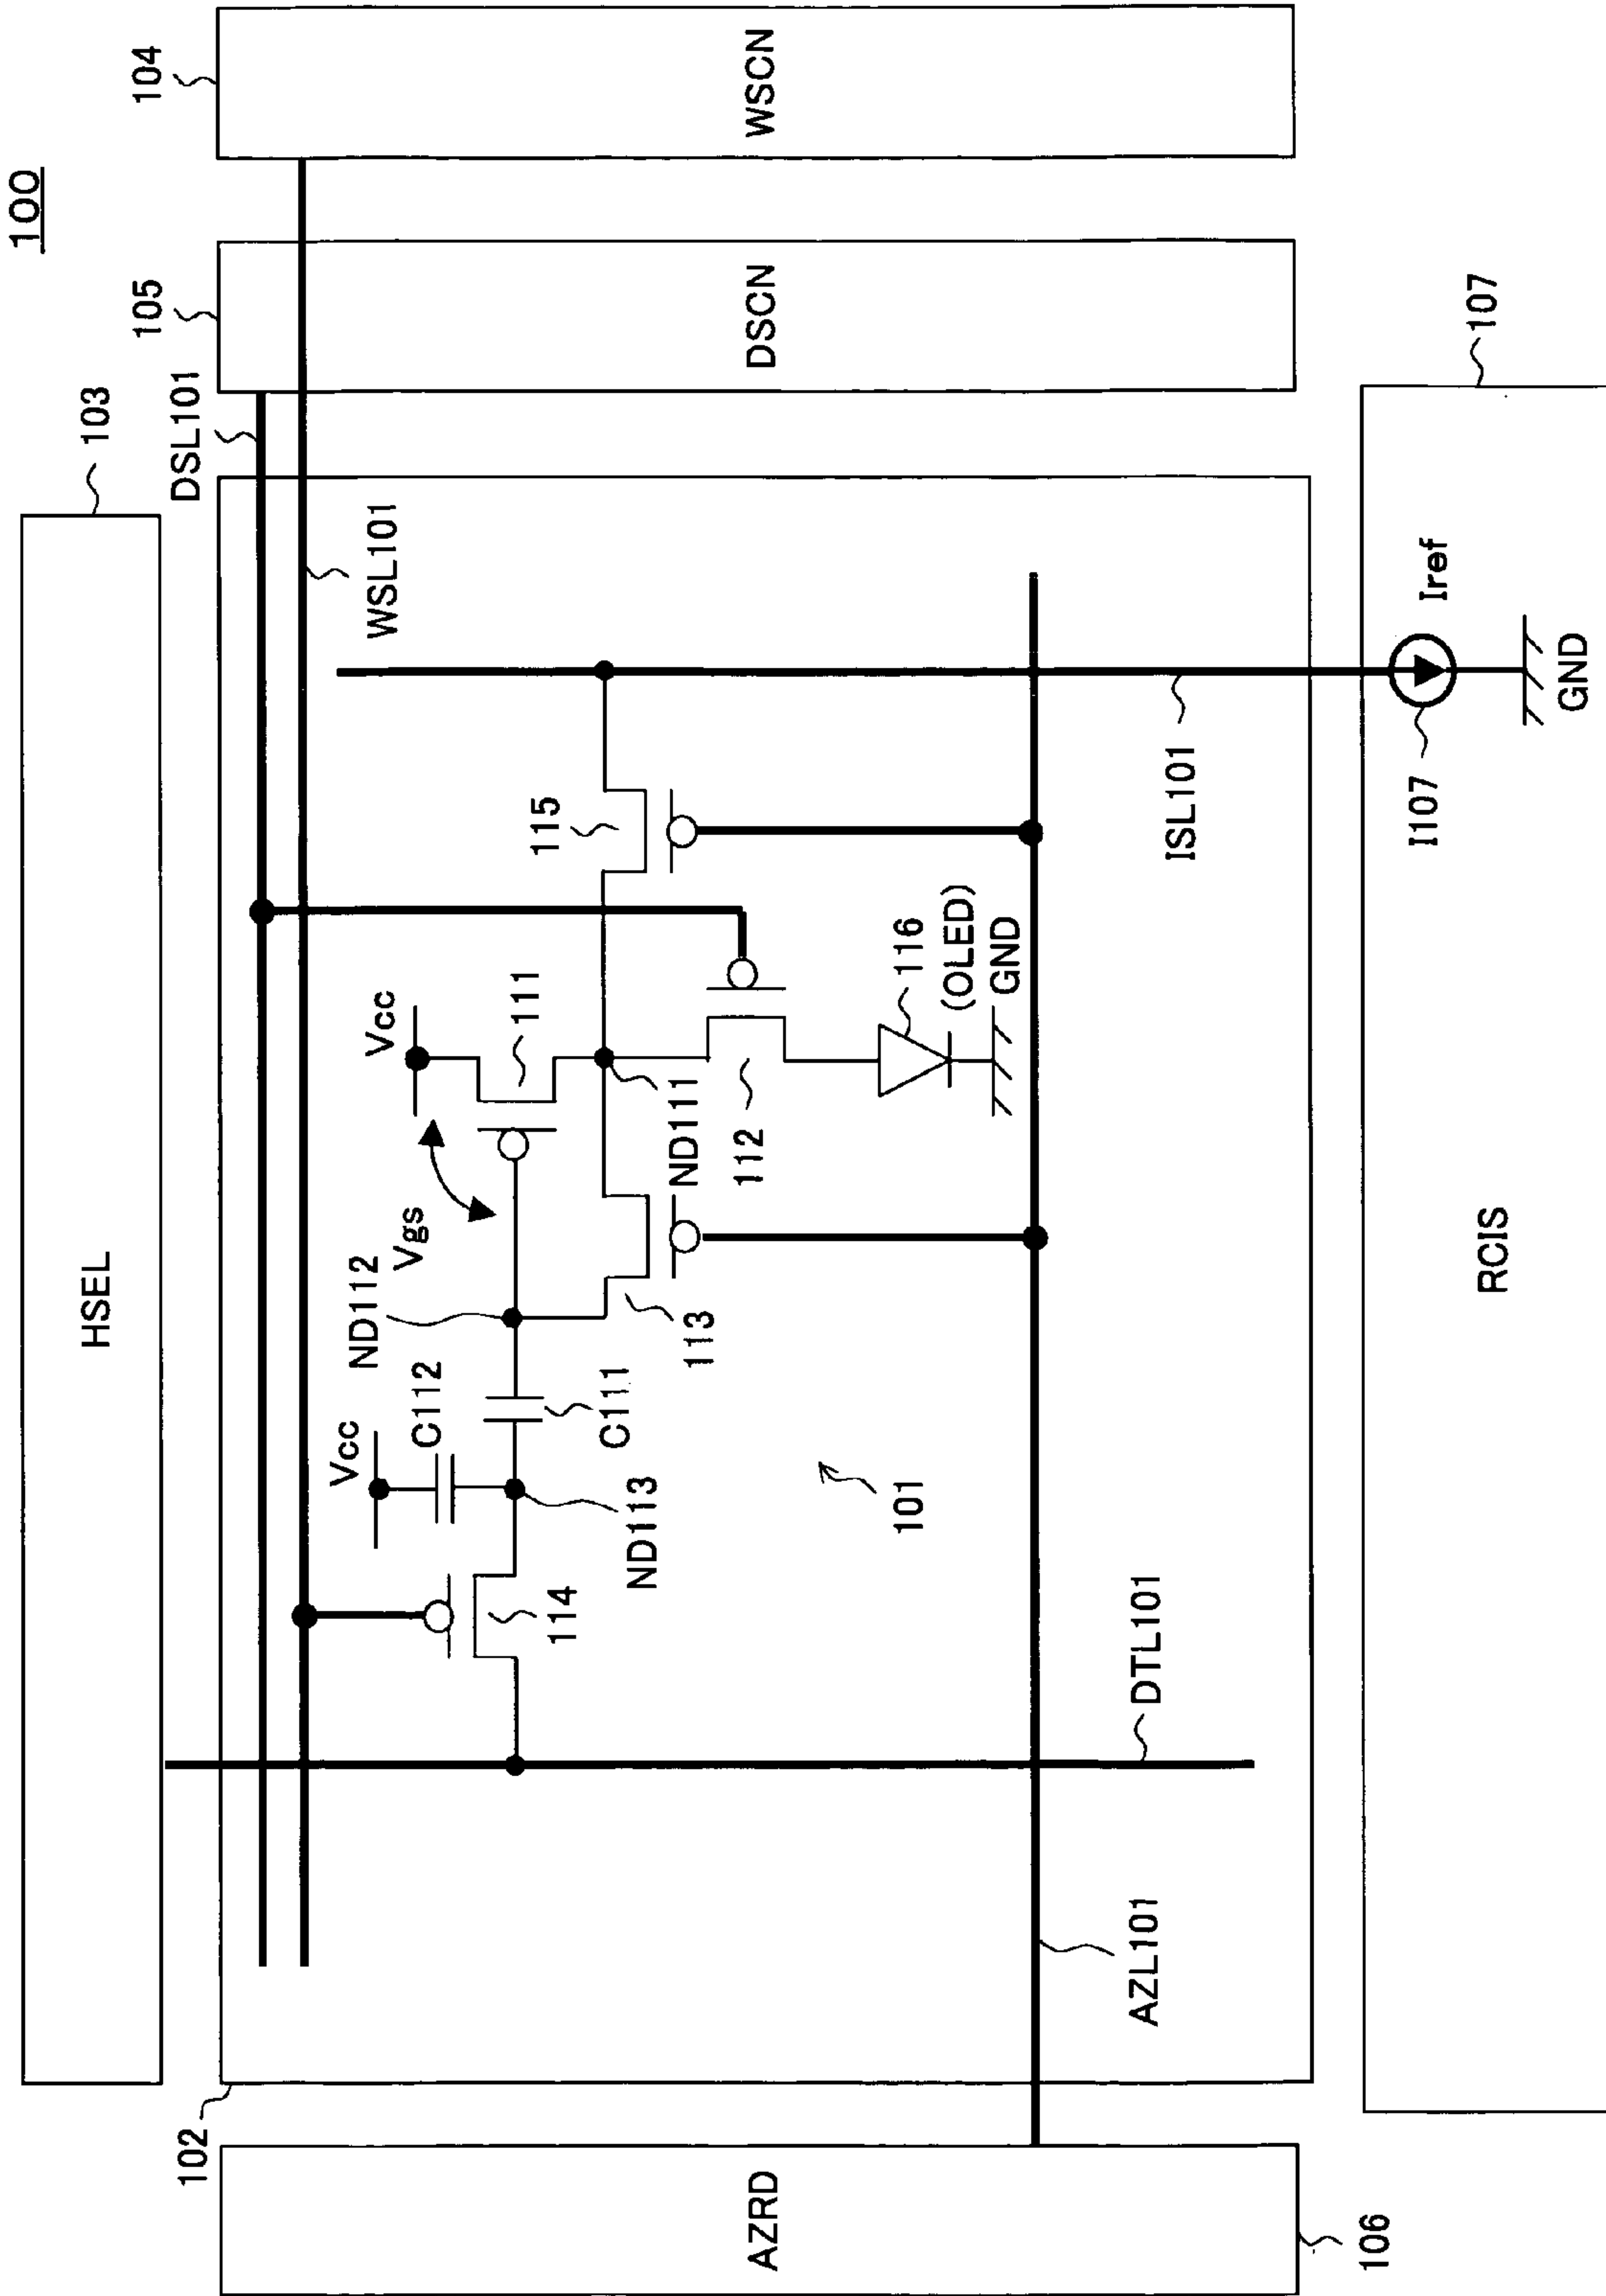 100
HSEL
103
104
WSCN
105
DSCN
DSL101
WSL101
102
AZRD
106
Vcc
C112
ND112
Vgs
Vcc
111
115
114
ND113
C111
113
ND111
112
116
(OLED)
GND
101
DTL101
AZL101
ISL101
I107
Iref
GND
RCIS
107